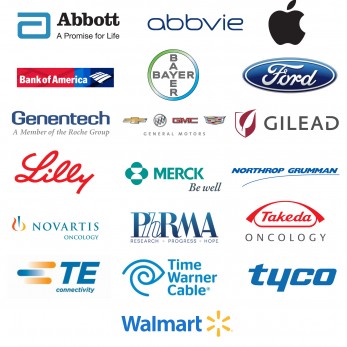 Abbott
A Promise for Life
abbvie
Bank of America
BAYER
BAYER
Ford
Genentech
A Member of the Roche Group
GMC
GENERAL MOTORS
GILEAD
Lilly
MERCK
Be well
NORTHROP GRUMMAN
NOVARTIS
ONCOLOGY
PhRMA
RESEARCH • PROGRESS • HOPE
Takeda
ONCOLOGY
TE
connectivity
Time
Warner
Cable®
tyco
Walmart